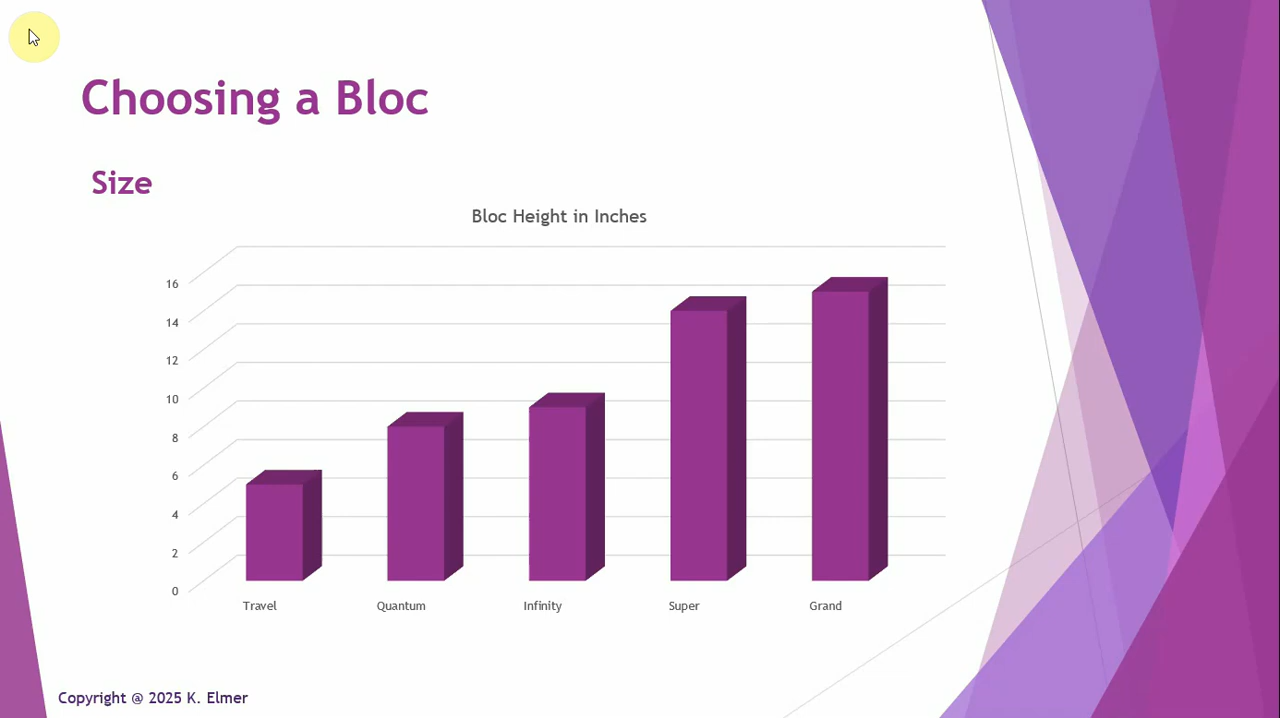 Choosing a Bloc
Size
Bloc Height in Inches
16
14
12
10
8
6
4
2
0
Travel Quantum Infinity Super Grand
Copyright @ 2025 K. Elmer